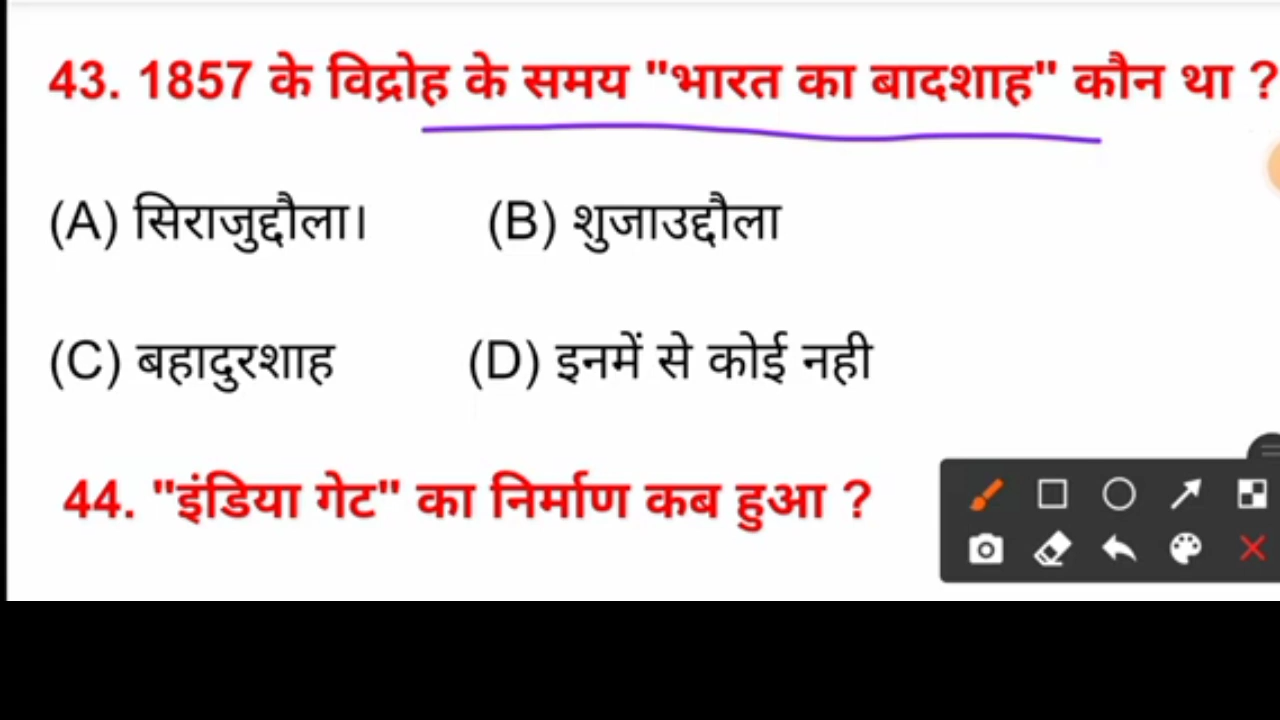 43. 1857 के विद्रोह के समय "भारत का बादशाह" कौन था ?
(A) सिराजुद्दौला। (B) शुजाउद्दौला
(C) बहादुरशाह (D) इनमें से कोई नही
44. "इंडिया गेट" का निर्माण कब हुआ ?